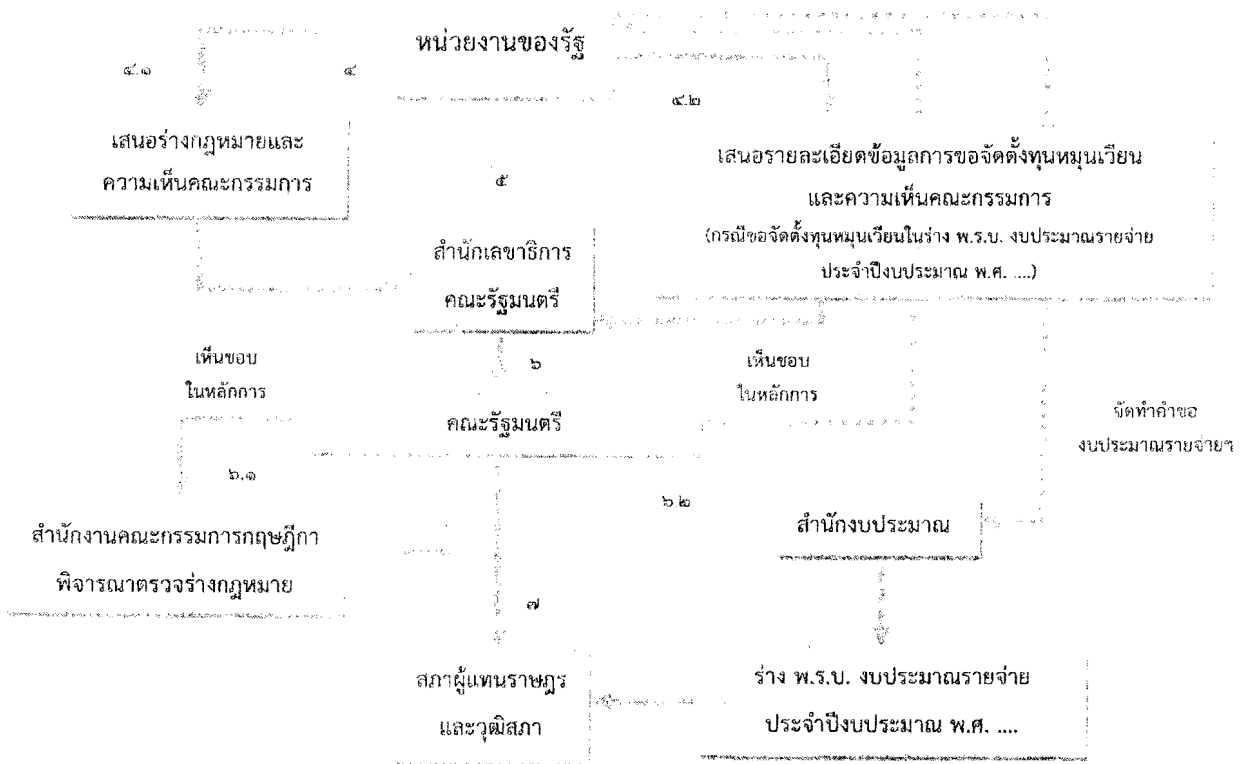 หน่วยงานของรัฐ
๔.๑
๔
๔.๒
เสนอร่างกฎหมายและ
ความเห็นคณะกรรมการ
เสนอรายละเอียดข้อมูลการขอจัดตั้งทุนหมุนเวียน
และความเห็นคณะกรรมการ
(กรณีขอจัดตั้งทุนหมุนเวียนในร่าง พ.ร.บ. งบประมาณรายจ่าย
ประจำปีงบประมาณ พ.ศ. ....)
๕
สำนักเลขาธิการ
คณะรัฐมนตรี
เห็นชอบ
ในหลักการ
๖
เห็นชอบ
ในหลักการ
คณะรัฐมนตรี
จัดทำคำขอ
งบประมาณรายจ่ายฯ
๖.๑
๖.๒
สำนักงานคณะกรรมการกฤษฎีกา
พิจารณาตรวจร่างกฎหมาย
สำนักงบประมาณ
๗
สภาผู้แทนราษฎร
และวุฒิสภา
ร่าง พ.ร.บ. งบประมาณรายจ่าย
ประจำปีงบประมาณ พ.ศ. ....